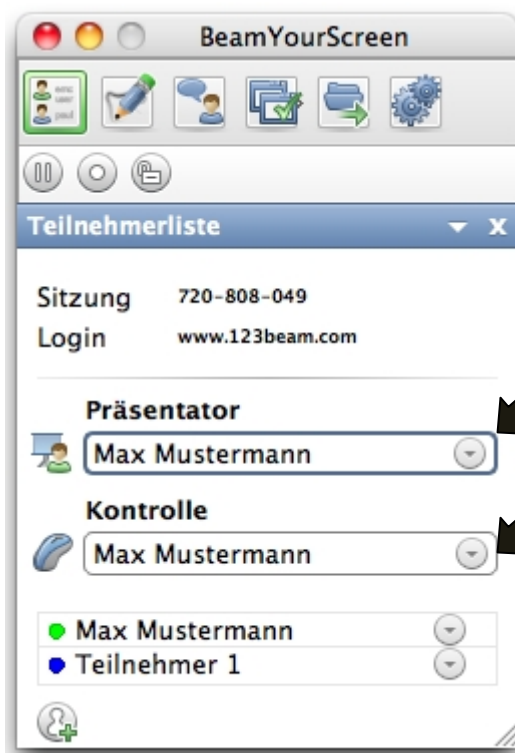 BeamYourScreen
Teilnehmerliste
Sitzung 720-808-049
Login www.123beam.com
Präsentator
Max Mustermann
Kontrolle
Max Mustermann
Max Mustermann
Teilnehmer 1